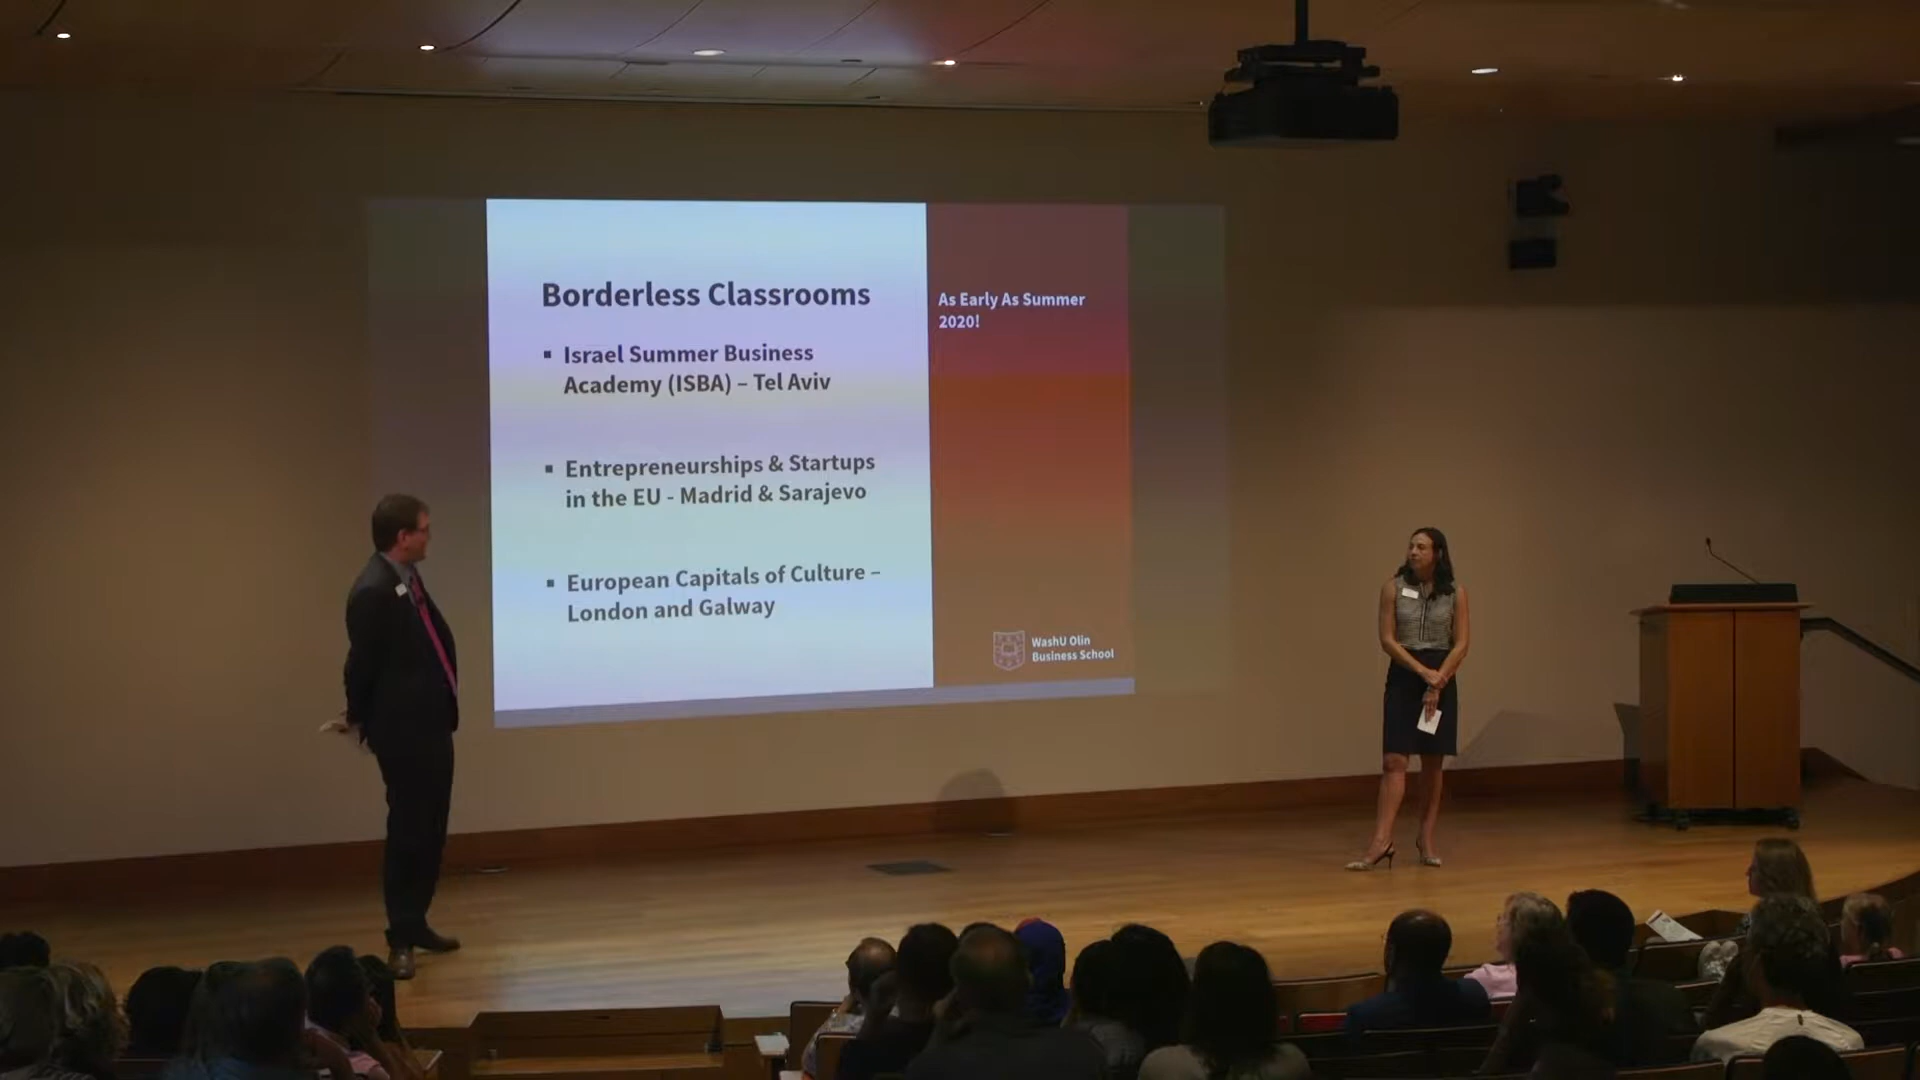 Borderless Classrooms
▪ Israel Summer Business
Academy (ISBA) – Tel Aviv
▪ Entrepreneurships & Startups
in the EU - Madrid & Sarajevo
▪ European Capitals of Culture –
London and Galway
As Early As Summer
2020!
WashU Olin
Business School